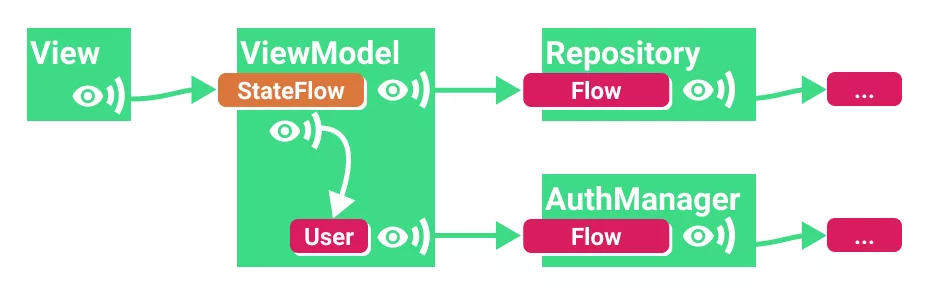 View
ViewModel
StateFlow
User
Repository
Flow
...
AuthManager
Flow
...